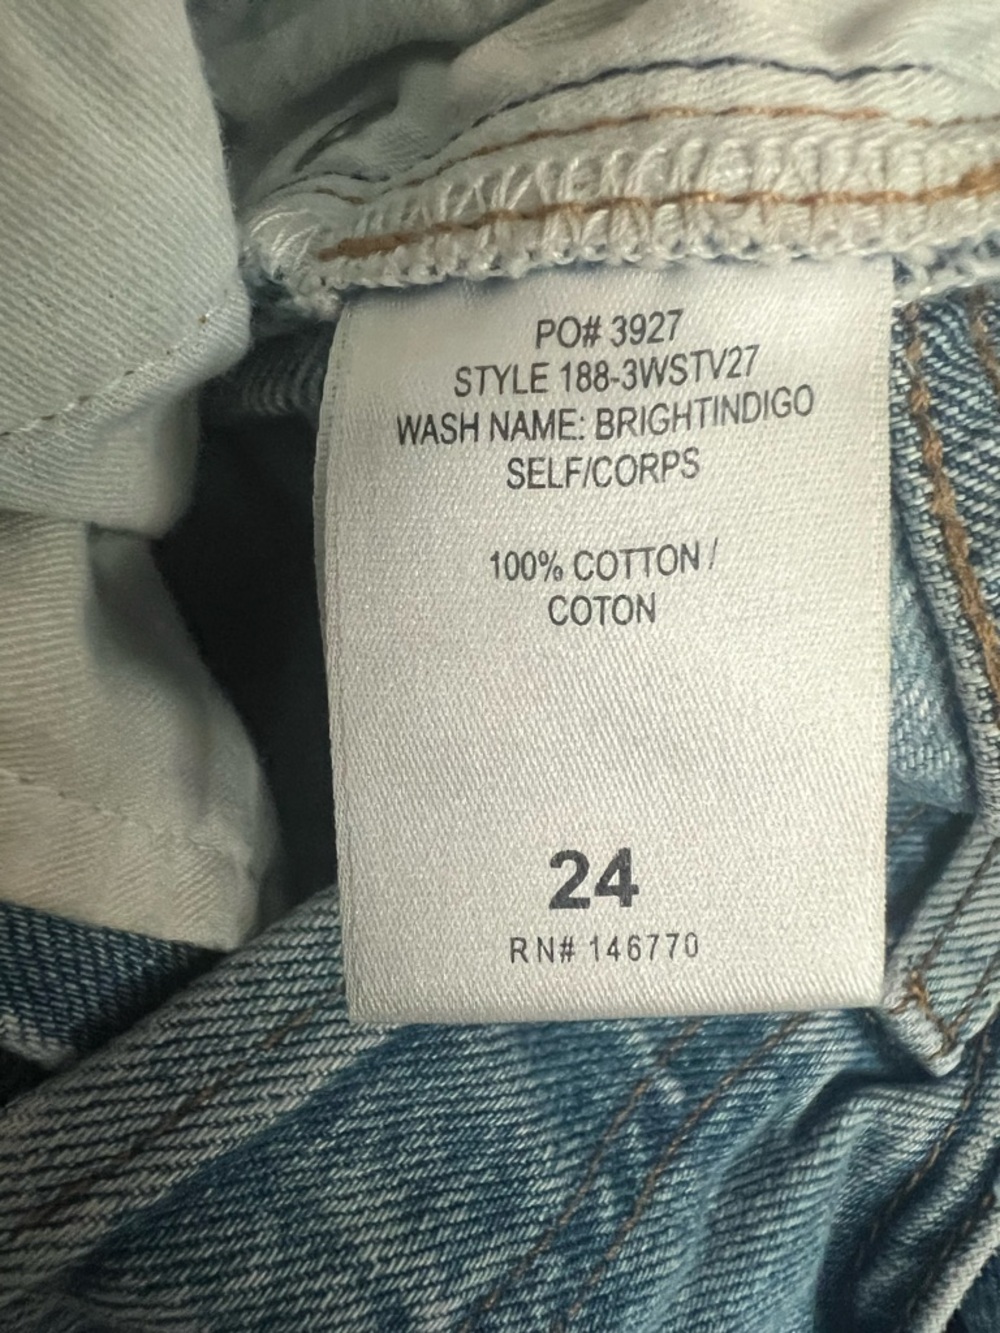 PO# 3927
STYLE 188-3WSTV27
WASH NAME: BRIGHTINDIGO
SELF/CORPS
100% COTTON /
COTON
24
RN# 146770